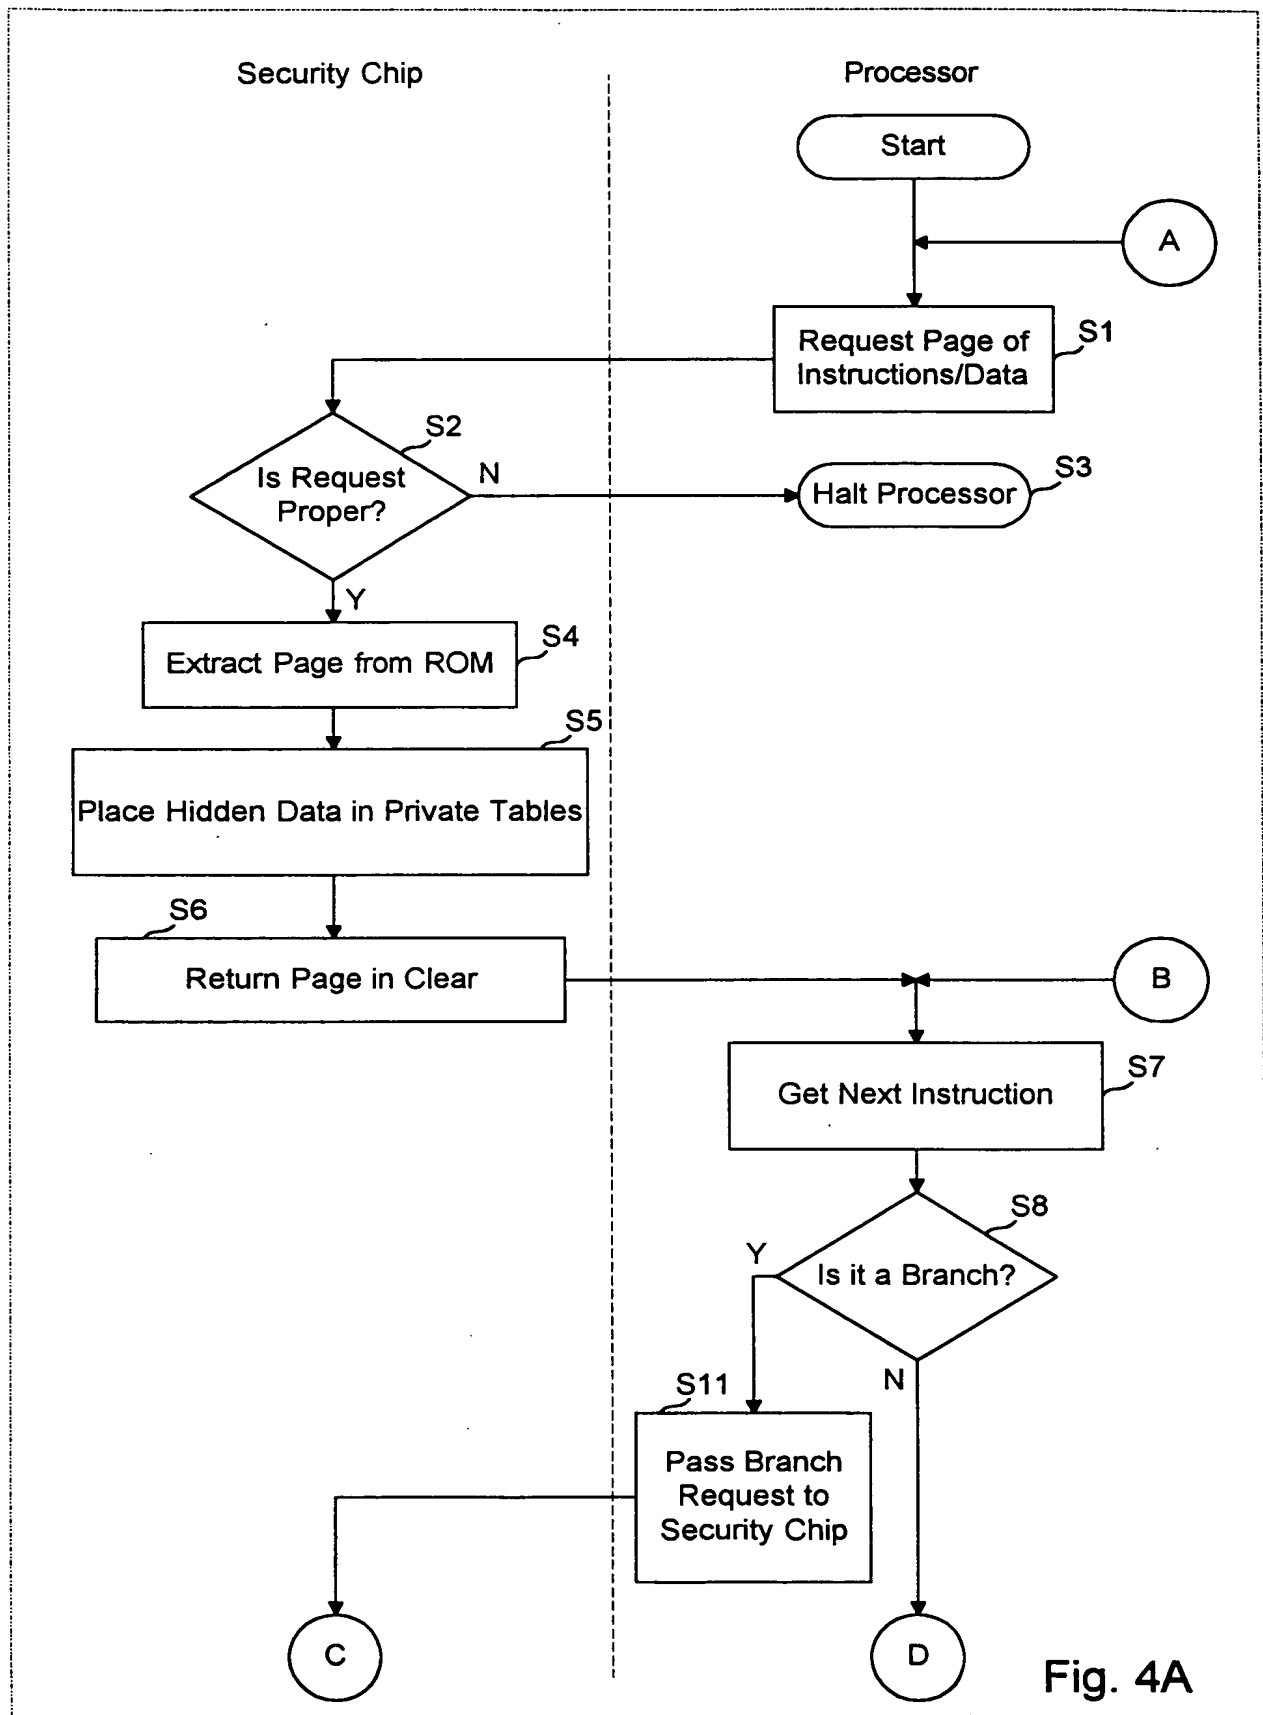 Security Chip
Processor
Start
A
Request Page of
Instructions/Data
S1
S2
Is Request
Proper?
N
Halt Processor
S3
Y
Extract Page from ROM
S4
S5
Place Hidden Data in Private Tables
S6
Return Page in Clear
B
Get Next Instruction
S7
S8
Y
Is it a Branch?
N
S11
Pass Branch
Request to
Security Chip
C
D
Fig. 4A